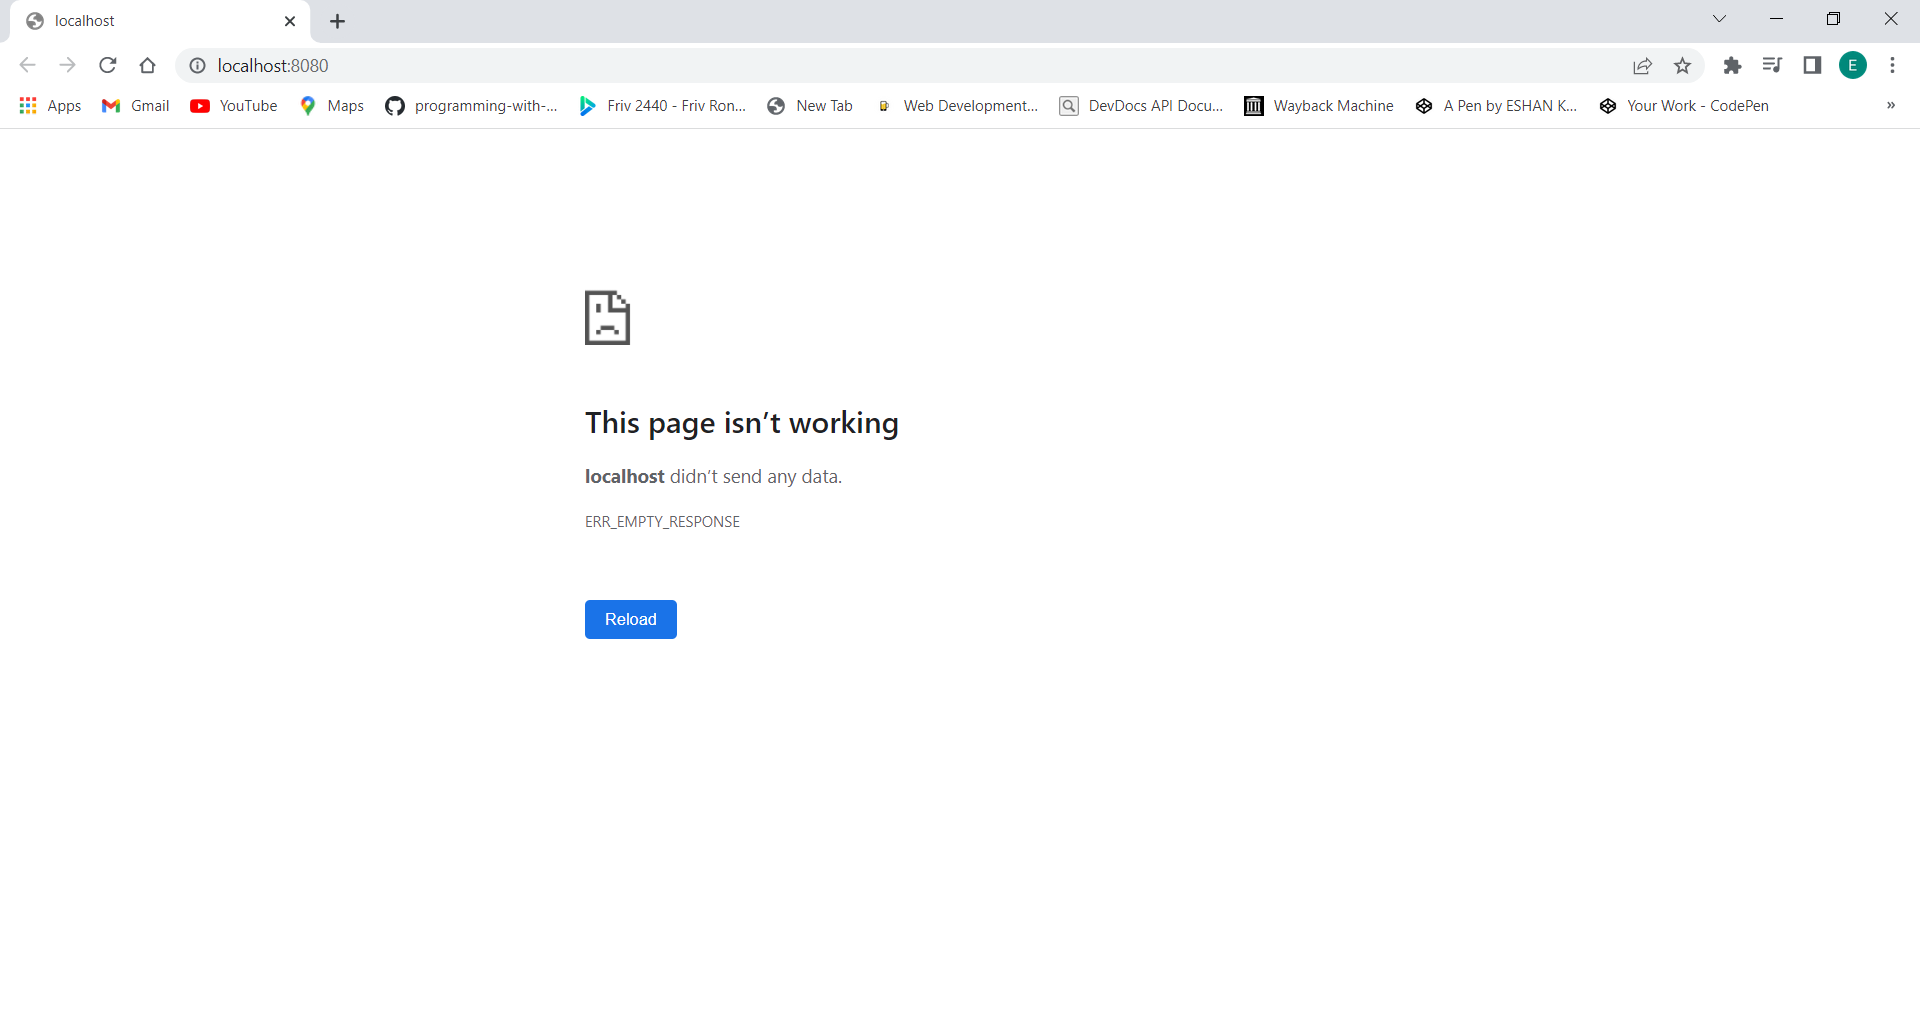 localhost
localhost:8080
E
Apps Gmail YouTube Maps programming-with-... Friv 2440 - Friv Ron... New Tab Web Development... DevDocs API Docu... Wayback Machine A Pen by ESHAN K... Your Work - CodePen »
This page isn’t working
localhost didn’t send any data.
ERR_EMPTY_RESPONSE
Reload